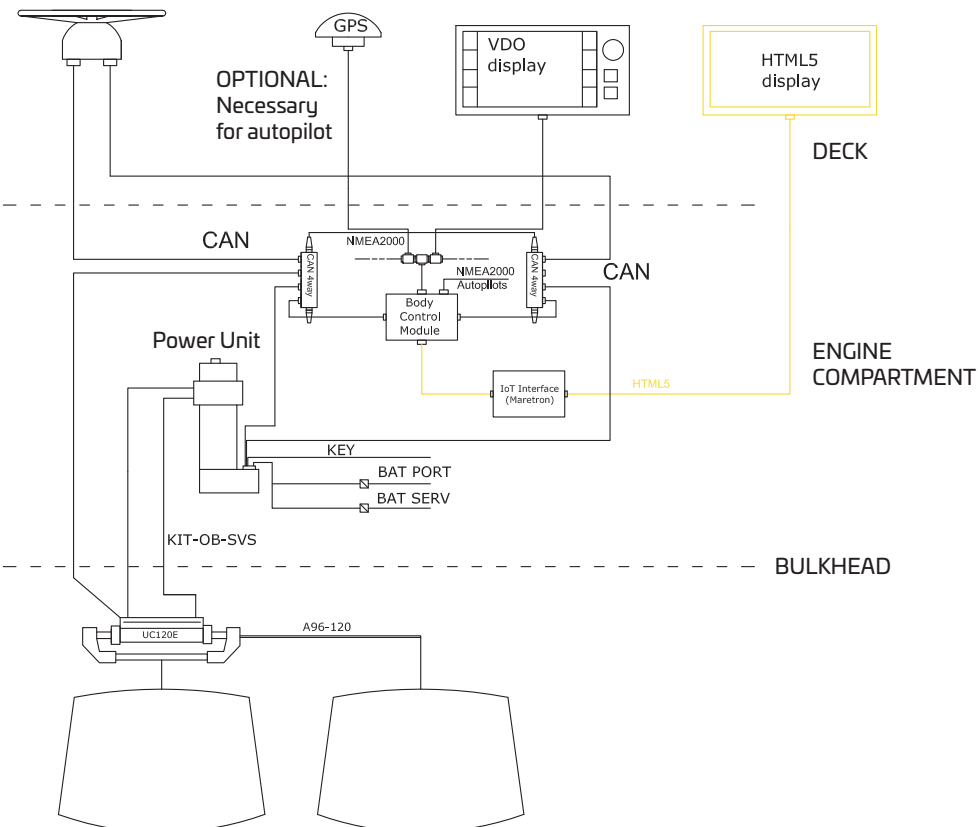 GPS
VDO
display
HTML5
display
OPTIONAL:
Necessary
for autopilot
DECK
CAN
NMEA2000
CAN 4way
NMEA2000
Autopilots
CAN 4way
CAN
Body
Control
Module
Power Unit
ENGINE
COMPARTMENT
IoT Interface
(Maretron)
HTML5
KEY
BAT PORT
BAT SERV
KIT-OB-SVS
BULKHEAD
UC120E
A96-120